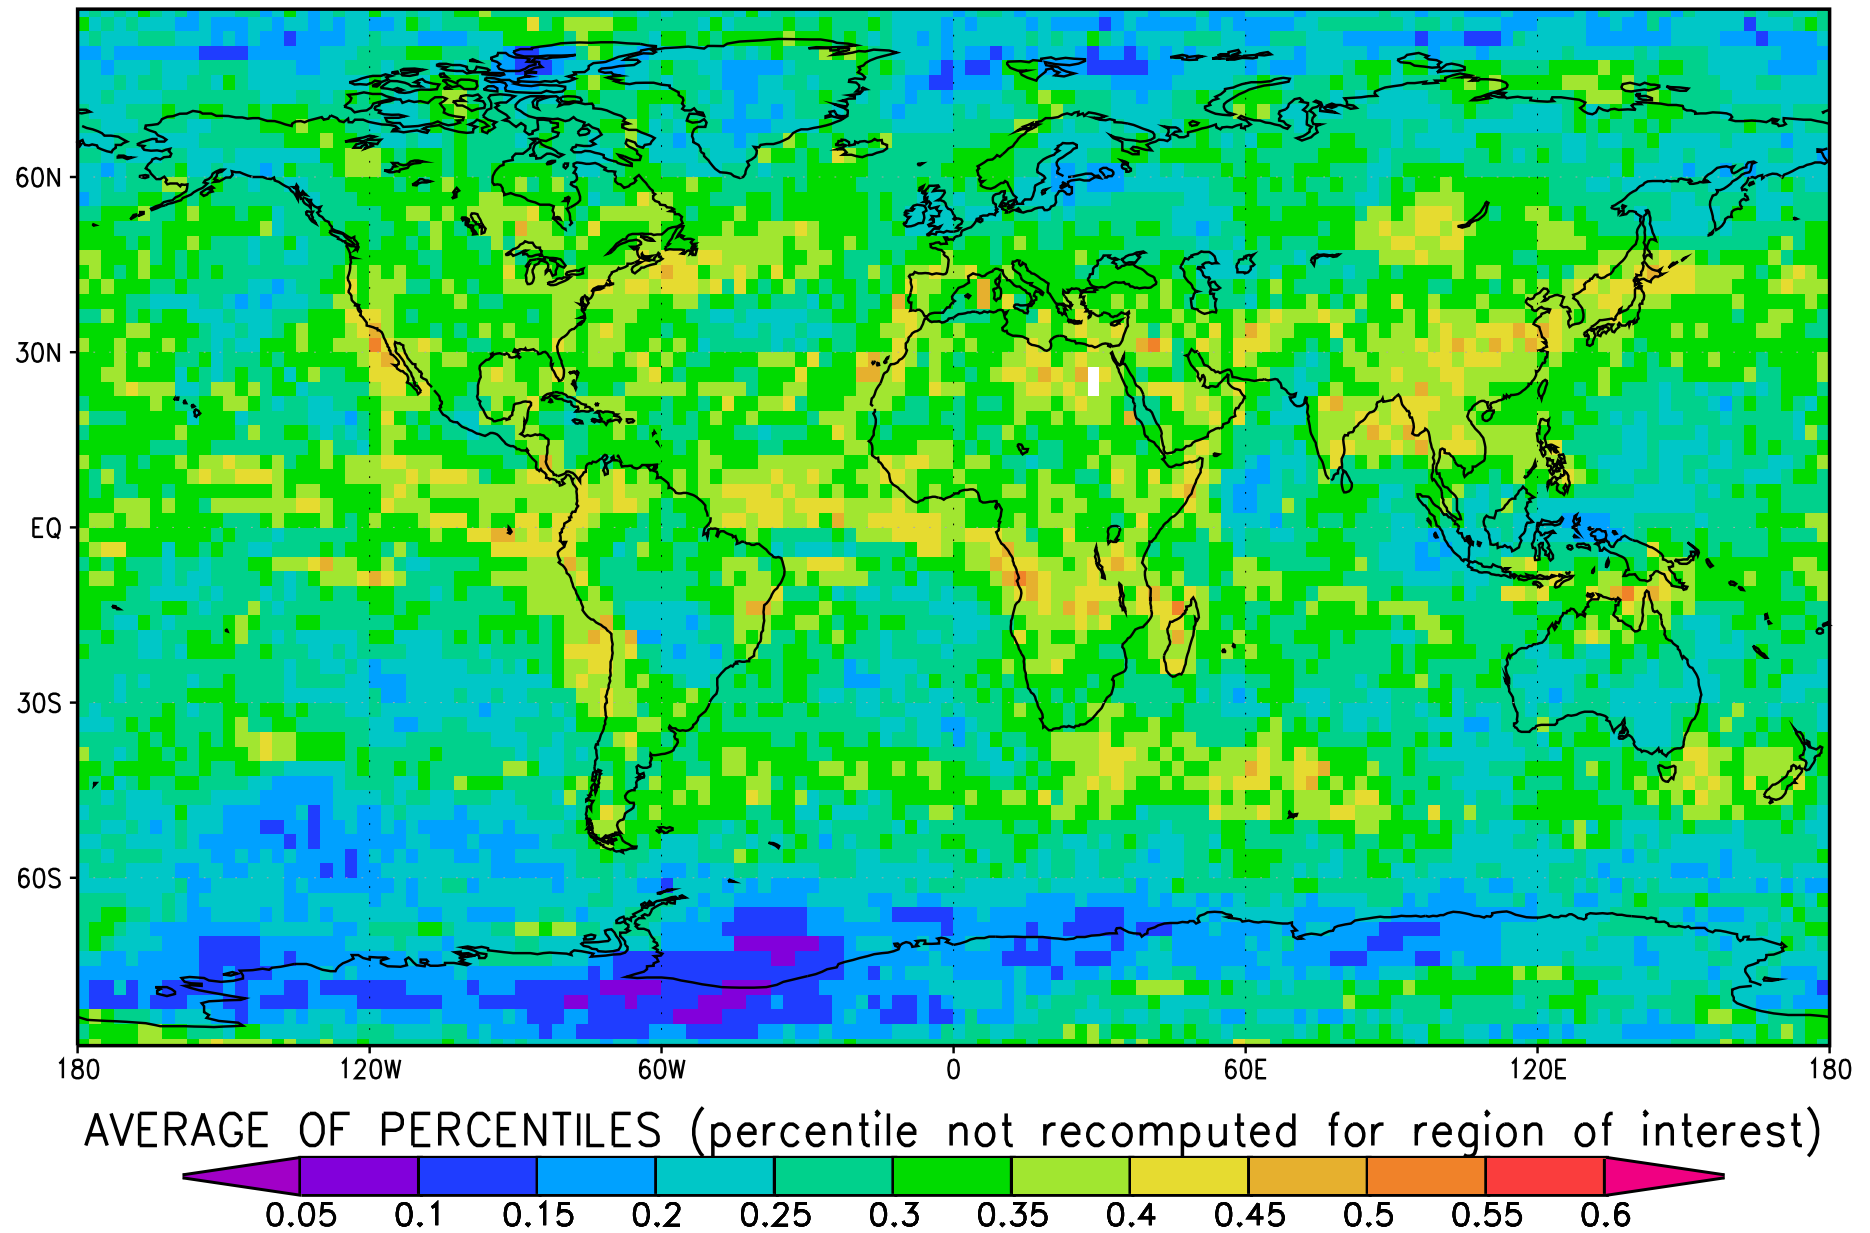 60N
30N
EQ
30S
60S
180 120W 60W 0 60E 120E 180
AVERAGE OF PERCENTILES (percentile not recomputed for region of interest)
0.05 0.1 0.15 0.2 0.25 0.3 0.35 0.4 0.45 0.5 0.55 0.6